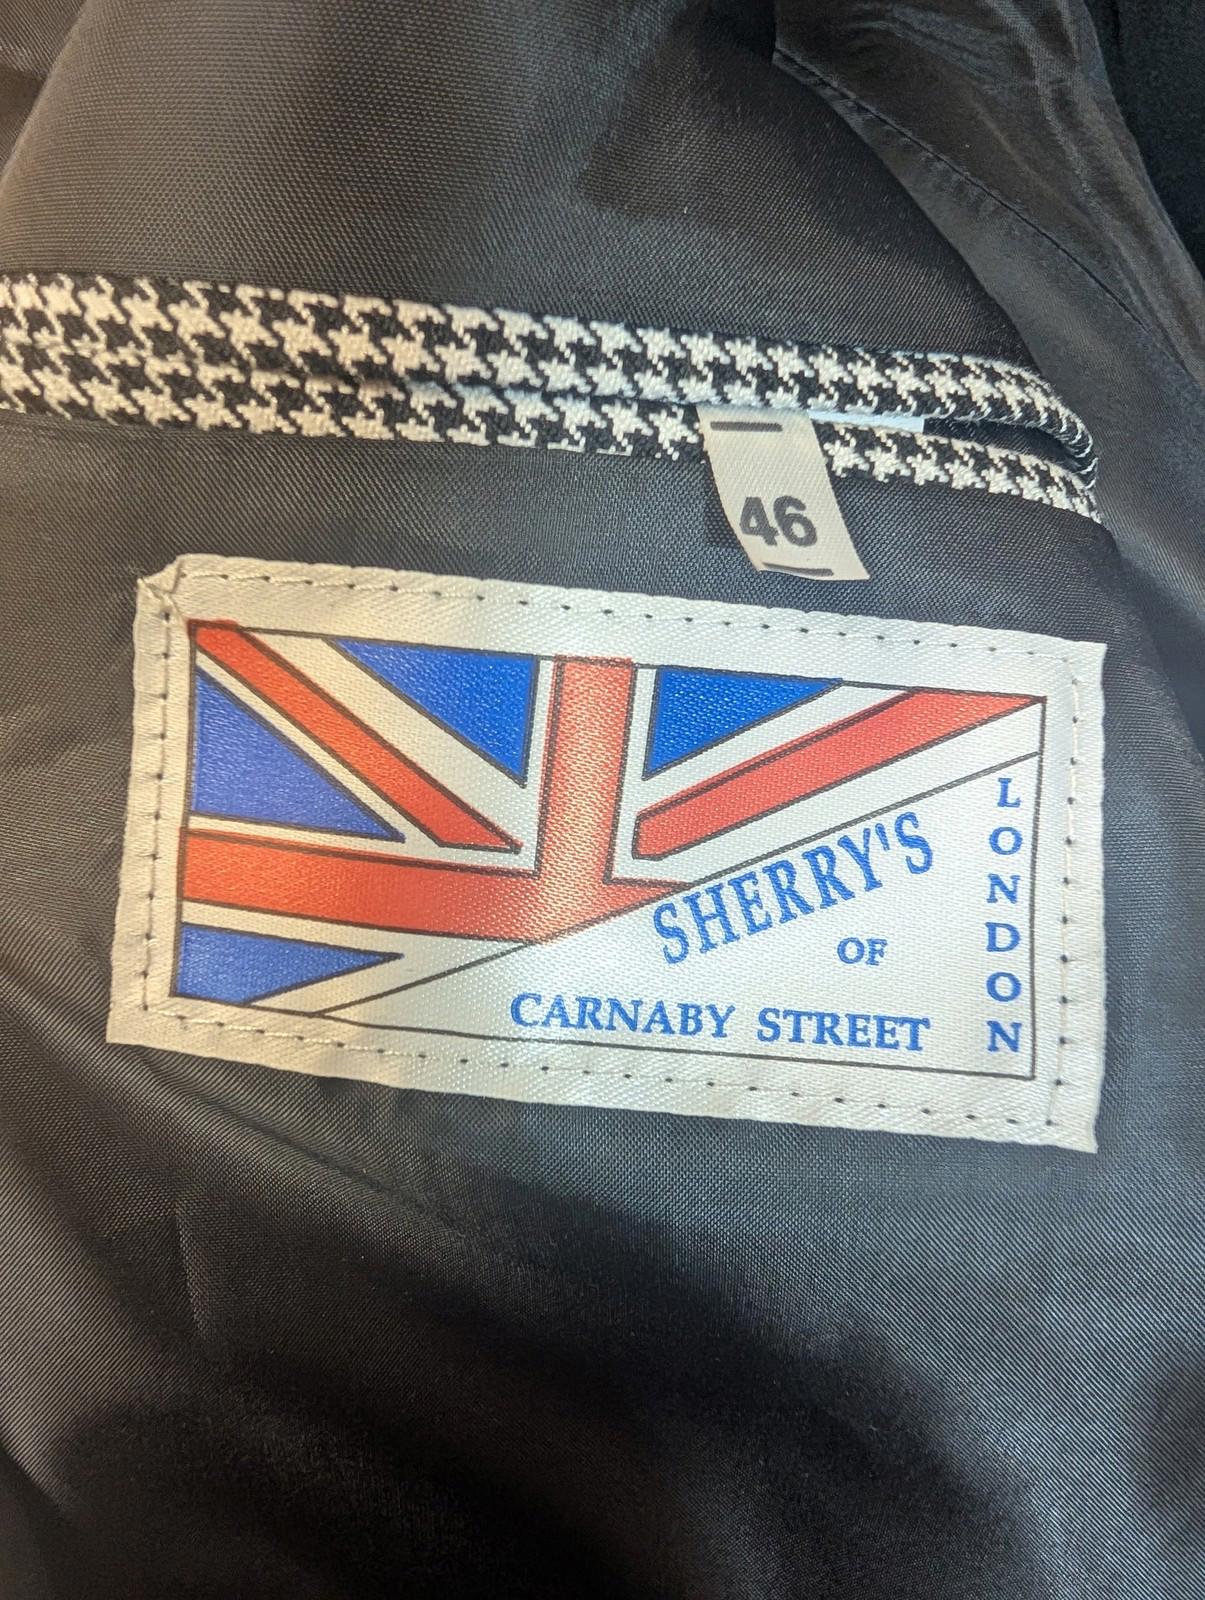 46
SHERRY'S
OF
CARNABY STREET
LONDON